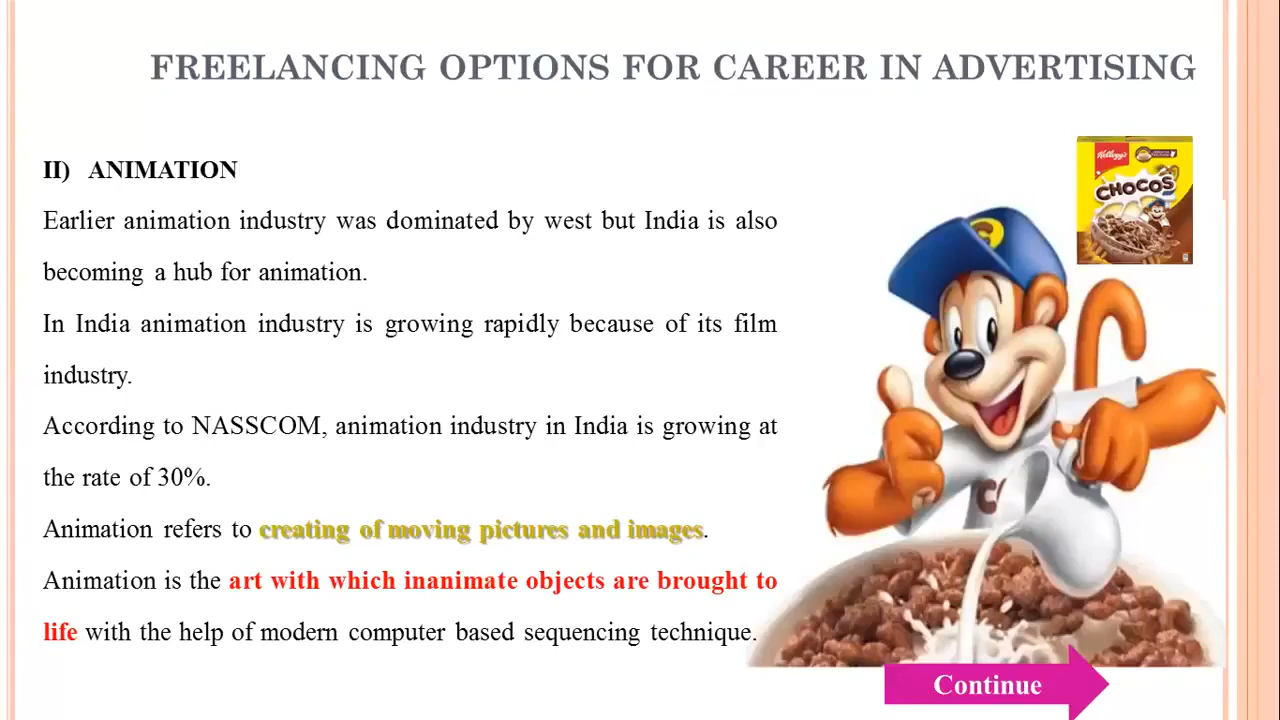 FREELANCING OPTIONS FOR CAREER IN ADVERTISING
II) ANIMATION
Earlier animation industry was dominated by west but India is also
becoming a hub for animation.
In India animation industry is growing rapidly because of its film
industry.
According to NASSCOM, animation industry in India is growing at
the rate of 30%.
Animation refers to creating of moving pictures and images.
Animation is the art with which inanimate objects are brought to
life with the help of modern computer based sequencing technique.
Kellogg's
CHOCOS
C
Continue